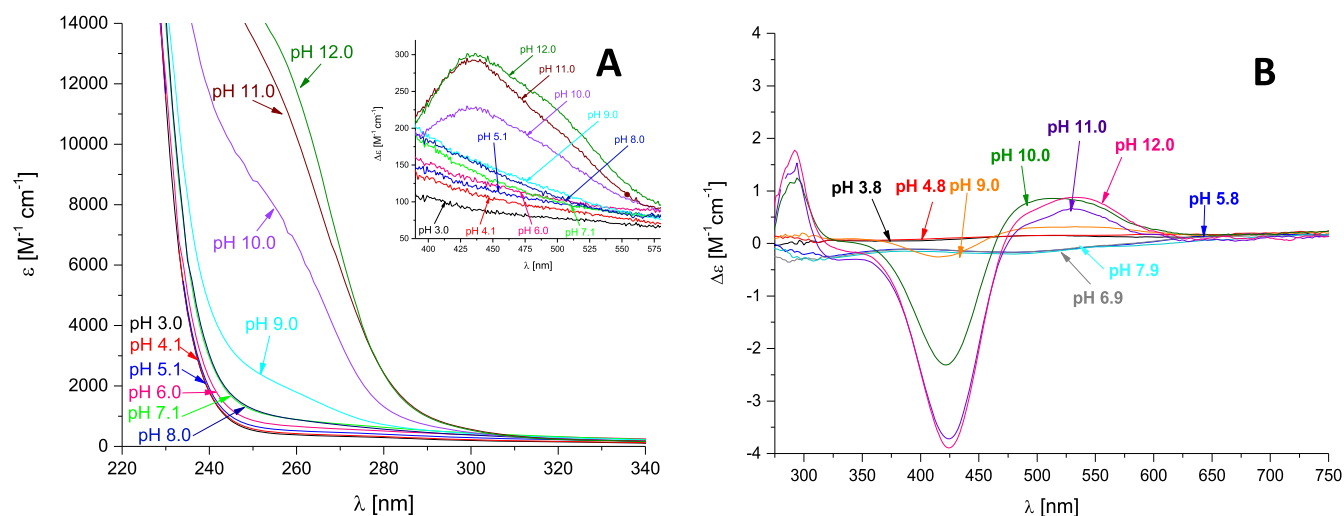 A
ε [M⁻¹ cm⁻¹]
14000
12000
10000
8000
6000
4000
2000
0
220
240
260
280
300
320
340
λ [nm]
pH 12.0
pH 11.0
pH 10.0
pH 9.0
pH 3.0
pH 4.1
pH 5.1
pH 6.0
pH 7.1
pH 8.0
Δε [M⁻¹ cm⁻¹]
300
250
200
150
100
50
400
425
450
475
500
525
550
575
λ [nm]
pH 12.0
pH 11.0
pH 10.0
pH 9.0
pH 5.1
pH 8.0
pH 3.0
pH 4.1
pH 6.0
pH 7.1
B
Δε [M⁻¹ cm⁻¹]
4
3
2
1
0
-1
-2
-3
-4
300
350
400
450
500
550
600
650
700
750
λ [nm]
pH 11.0
pH 12.0
pH 10.0
pH 3.8
pH 4.8
pH 9.0
pH 5.8
pH 7.9
pH 6.9